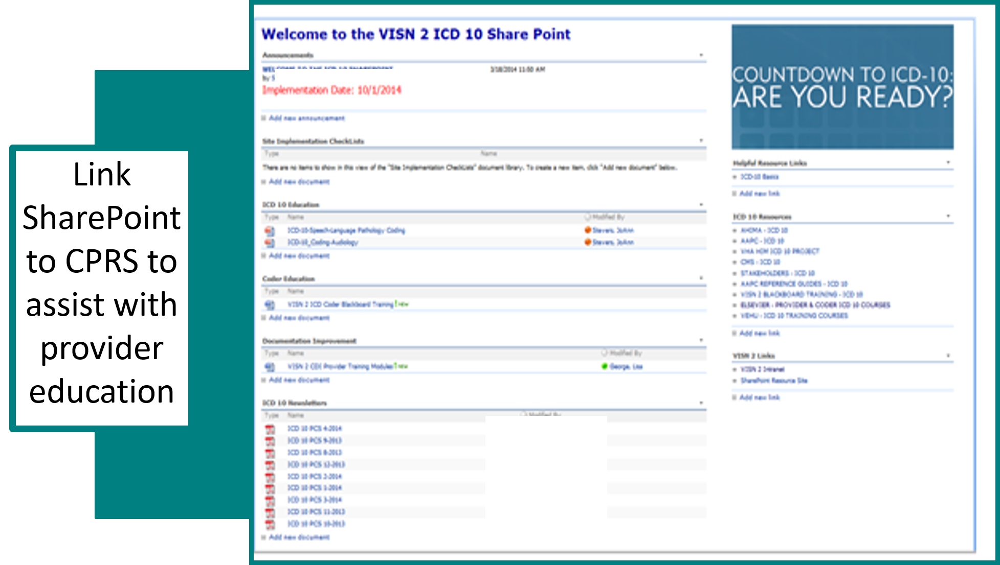 Link
SharePoint
to CPRS to
assist with
provider
education
Welcome to the VISN 2 ICD 10 Share Point
Announcements
WELCOME TO THE ICD 10 SHAREPOINT
3/18/2014 11:00 AM
by S
Implementation Date: 10/1/2014
Add new announcement
Site Implementation CheckLists
Type Name
There are no items to show in this view of the "Site Implementation CheckLists" document library. To create a new item, click "Add new document" below.
Add new document
ICD 10 Education
Type Name Modified By
ICD-10-Speech-Language Pathology Coding Stevers, JoAnn
ICD-10_Coding-Audiology Stevers, JoAnn
Add new document
Coder Education
Type Name
VISN 2 ICD Coder Blackboard Training ! NEW
Add new document
Documentation Improvement
Type Name Modified By
VISN 2 CDI Provider Training Modules ! NEW George, Lisa
Add new document
ICD 10 Newsletters
Type Name Modified By
ICD 10 PCS 4-2014
ICD 10 PCS 9-2013
ICD 10 PCS 8-2013
ICD 10 PCS 12-2013
ICD 10 PCS 2-2014
ICD 10 PCS 1-2014
ICD 10 PCS 3-2014
ICD 10 PCS 11-2013
ICD 10 PCS 10-2013
Add new document
COUNTDOWN TO ICD-10:
ARE YOU READY?
Helpful Resource Links
ICD-10 Basics
Add new link
ICD 10 Resources
AHIMA - ICD 10
AAPC - ICD 10
VHA HIM ICD 10 PROJECT
CMS - ICD 10
STAKEHOLDERS - ICD 10
AAPC REFERENCE GUIDES - ICD 10
VISN 2 BLACKBOARD TRAINING - ICD 10
ELSEVIER - PROVIDER & CODER ICD 10 COURSES
VEHU - ICD 10 TRAINING COURSES
Add new link
VISN 2 Links
VISN 2 Intranet
SharePoint Resource Site
Add new link